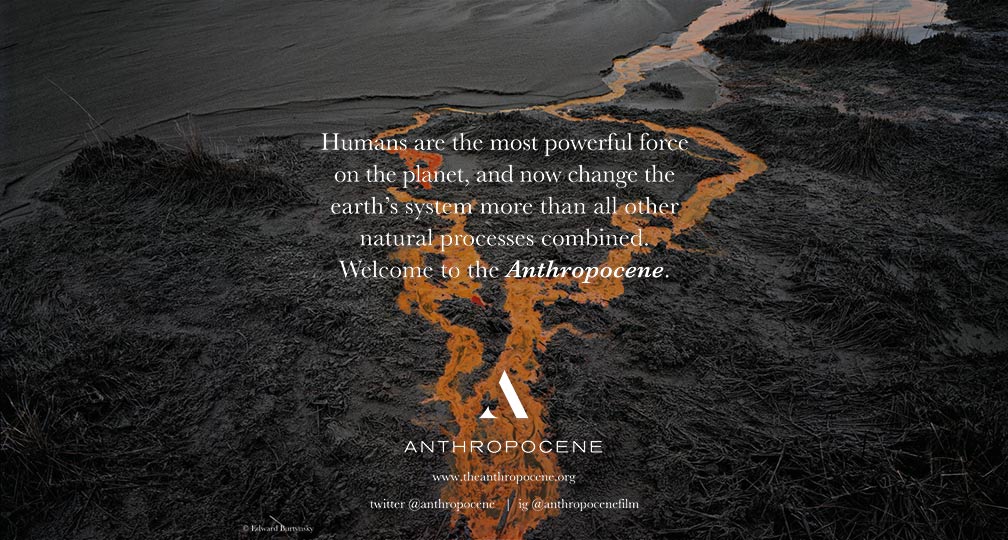 Humans are the most powerful force
on the planet, and now change the
earth's system more than all other
natural processes combined.
Welcome to the Anthropocene.
A
ANTHROPOCENE
www.theanthropocene.org
twitter @anthropocene | ig @anthropocenefilm
© Edward Burtynsky